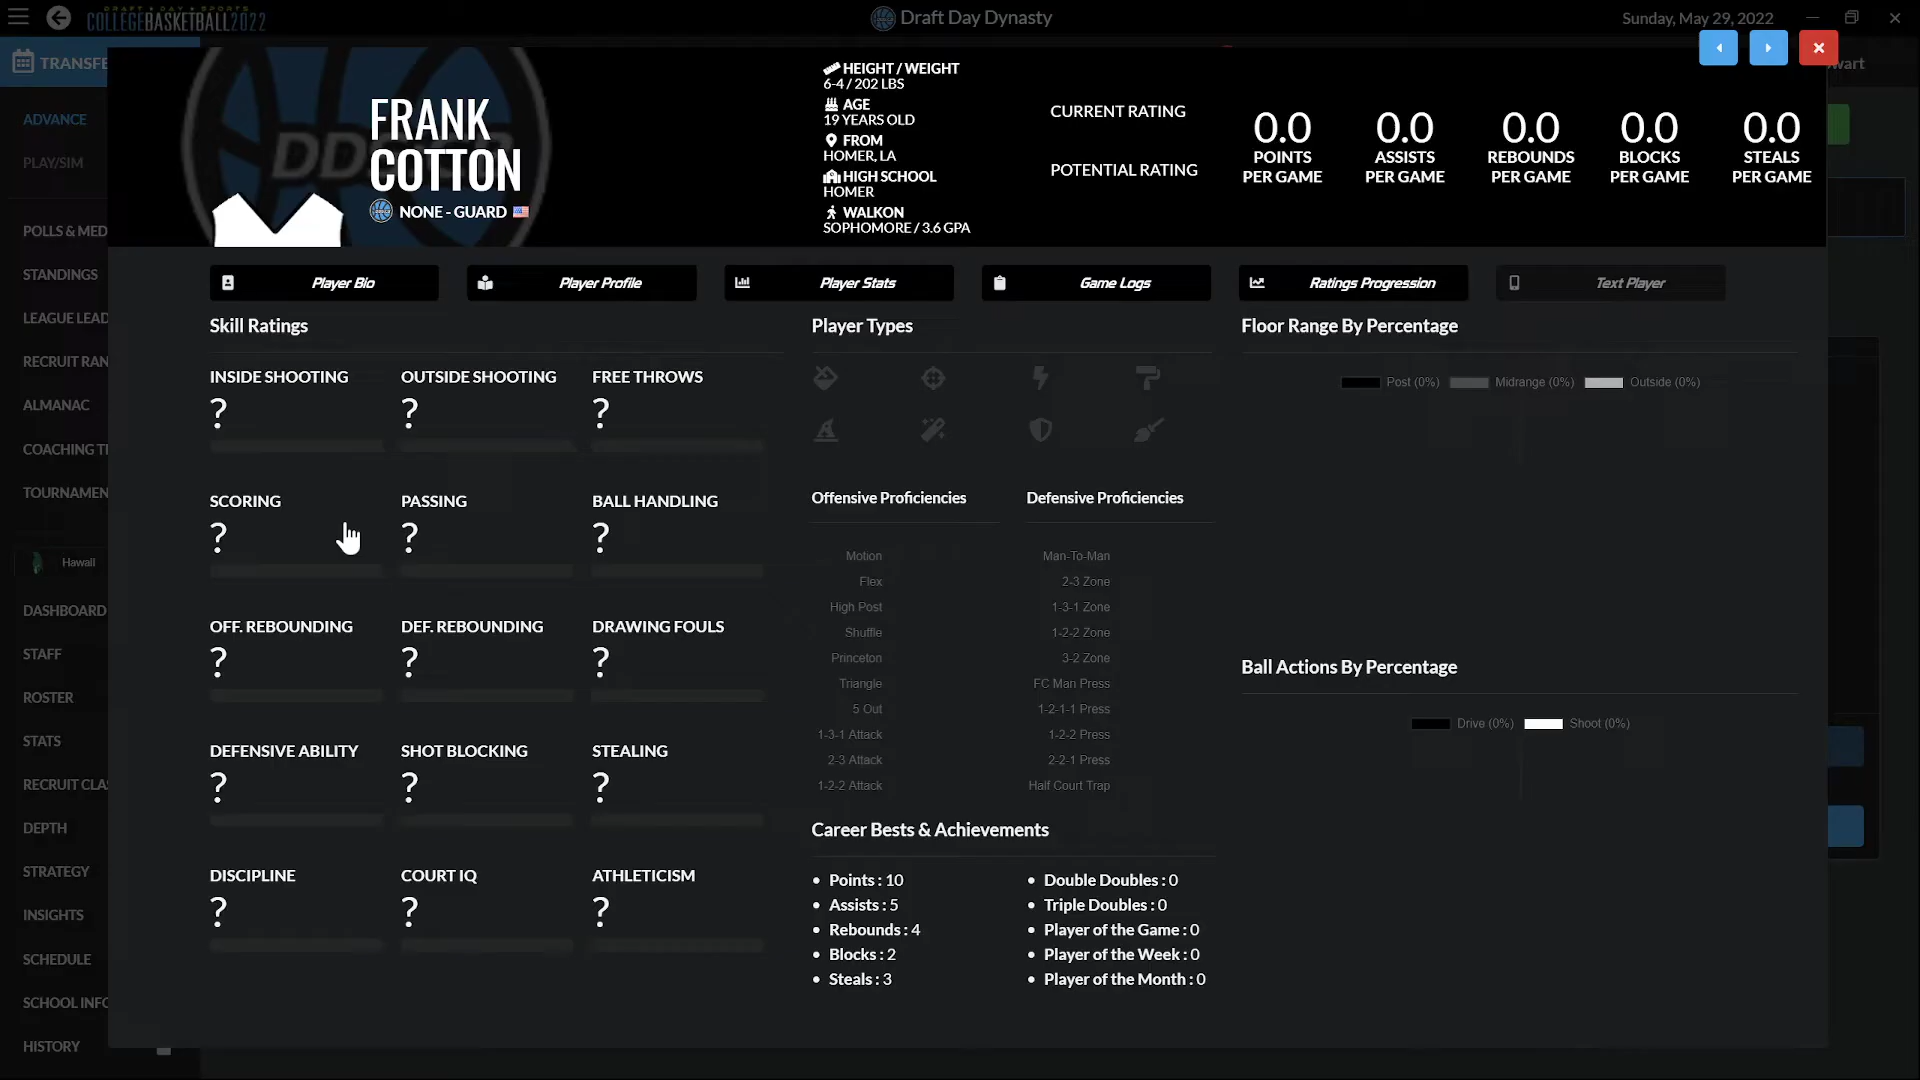 DRAFT DAY SPORTS
COLLEGEBASKETBALL2022
Draft Day Dynasty
Sunday, May 29, 2022
TRANSFE
wart
ADVANCE
PLAY/SIM
POLLS & MED
STANDINGS
LEAGUE LEAD
RECRUIT RAN
ALMANAC
COACHING T
TOURNAMEN
Hawaii
DASHBOARD
STAFF
ROSTER
STATS
RECRUIT CLA
DEPTH
STRATEGY
INSIGHTS
SCHEDULE
SCHOOL INFO
HISTORY
FRANK
COTTON
NONE - GUARD
HEIGHT / WEIGHT
6-4 / 202 LBS
AGE
19 YEARS OLD
FROM
HOMER, LA
HIGH SCHOOL
HOMER
WALKON
SOPHOMORE / 3.6 GPA
CURRENT RATING
POTENTIAL RATING
0.0 POINTS PER GAME
0.0 ASSISTS PER GAME
0.0 REBOUNDS PER GAME
0.0 BLOCKS PER GAME
0.0 STEALS PER GAME
Player Bio
Player Profile
Player Stats
Game Logs
Ratings Progression
Text Player
Skill Ratings
INSIDE SHOOTING OUTSIDE SHOOTING FREE THROWS
? ? ?
SCORING PASSING BALL HANDLING
? ? ?
OFF. REBOUNDING DEF. REBOUNDING DRAWING FOULS
? ? ?
DEFENSIVE ABILITY SHOT BLOCKING STEALING
? ? ?
DISCIPLINE COURT IQ ATHLETICISM
? ? ?
Player Types
Offensive Proficiencies
Motion
Flex
High Post
Shuffle
Princeton
Triangle
5 Out
1-3-1 Attack
2-3 Attack
1-2-2 Attack
Defensive Proficiencies
Man-To-Man
2-3 Zone
1-3-1 Zone
1-2-2 Zone
3-2 Zone
FC Man Press
1-2-1-1 Press
1-2-2 Press
2-2-1 Press
Half Court Trap
Career Bests & Achievements
• Points : 10
• Assists : 5
• Rebounds : 4
• Blocks : 2
• Steals : 3
• Double Doubles : 0
• Triple Doubles : 0
• Player of the Game : 0
• Player of the Week : 0
• Player of the Month : 0
Floor Range By Percentage
Post (0%) Midrange (0%) Outside (0%)
Ball Actions By Percentage
Drive (0%) Shoot (0%)